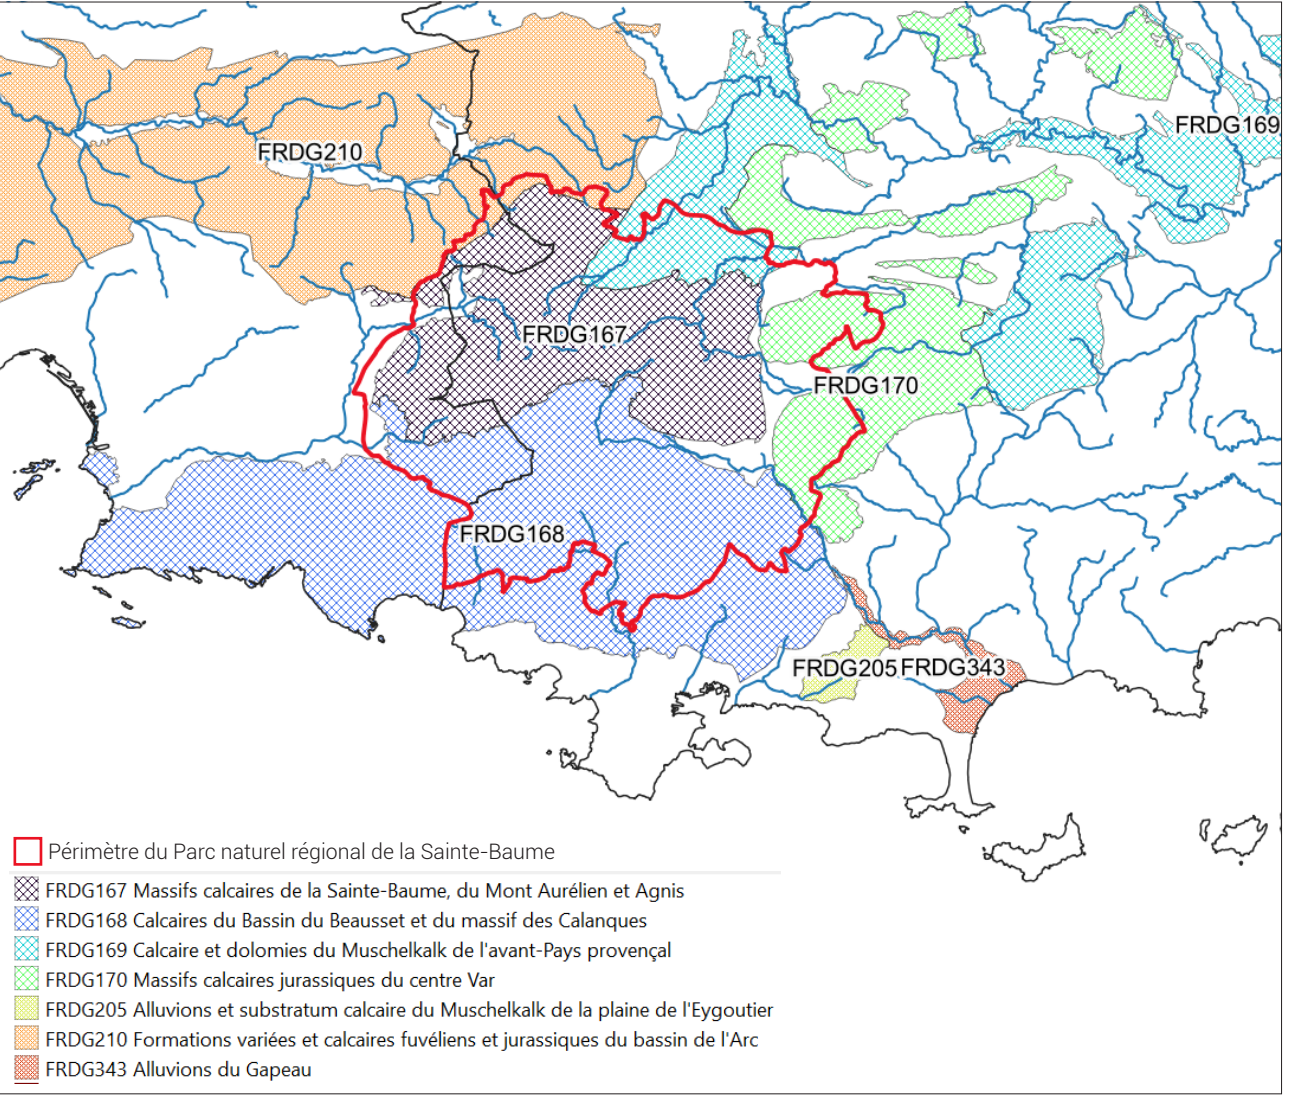 FRDG169
FRDG210
FRDG167
FRDG170
FRDG168
FRDG205 FRDG343
Périmètre du Parc naturel régional de la Sainte-Baume
FRDG167 Massifs calcaires de la Sainte-Baume, du Mont Aurélien et Agnis
FRDG168 Calcaires du Bassin du Beausset et du massif des Calanques
FRDG169 Calcaire et dolomies du Muschelkalk de l'avant-Pays provençal
FRDG170 Massifs calcaires jurassiques du centre Var
FRDG205 Alluvions et substratum calcaire du Muschelkalk de la plaine de l'Eygoutier
FRDG210 Formations variées et calcaires fuvéliens et jurassiques du bassin de l'Arc
FRDG343 Alluvions du Gapeau